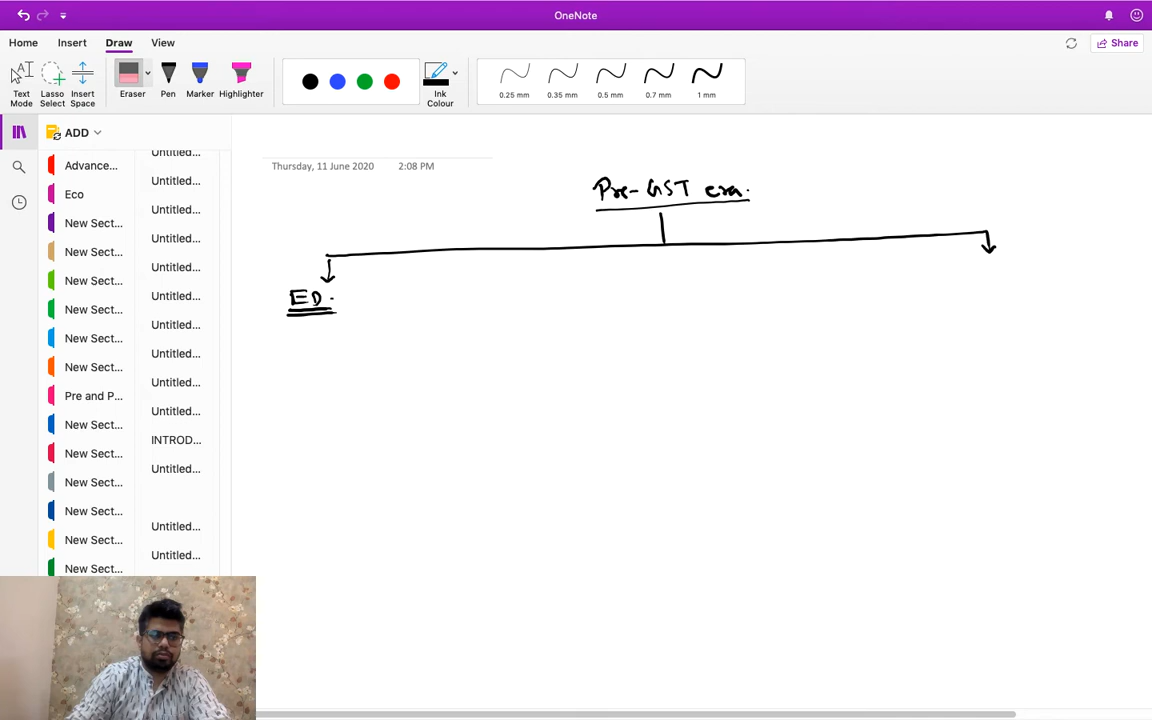 OneNote
Home Insert Draw View
Share
Text Mode
Lasso Select
Insert Space
Eraser
Pen
Marker
Highlighter
Ink Colour
0.25 mm 0.35 mm 0.5 mm 0.7 mm 1 mm
ADD
Advance...
Eco
New Sect...
New Sect...
New Sect...
New Sect...
New Sect...
New Sect...
Pre and P...
New Sect...
New Sect...
New Sect...
New Sect...
New Sect...
New Sect...
Untitled...
Untitled...
Untitled...
Untitled...
Untitled...
Untitled...
Untitled...
Untitled...
Untitled...
Untitled...
INTROD...
Untitled...
Untitled...
Untitled...
Thursday, 11 June 2020 2:08 PM
Pre-GST era.
ED.